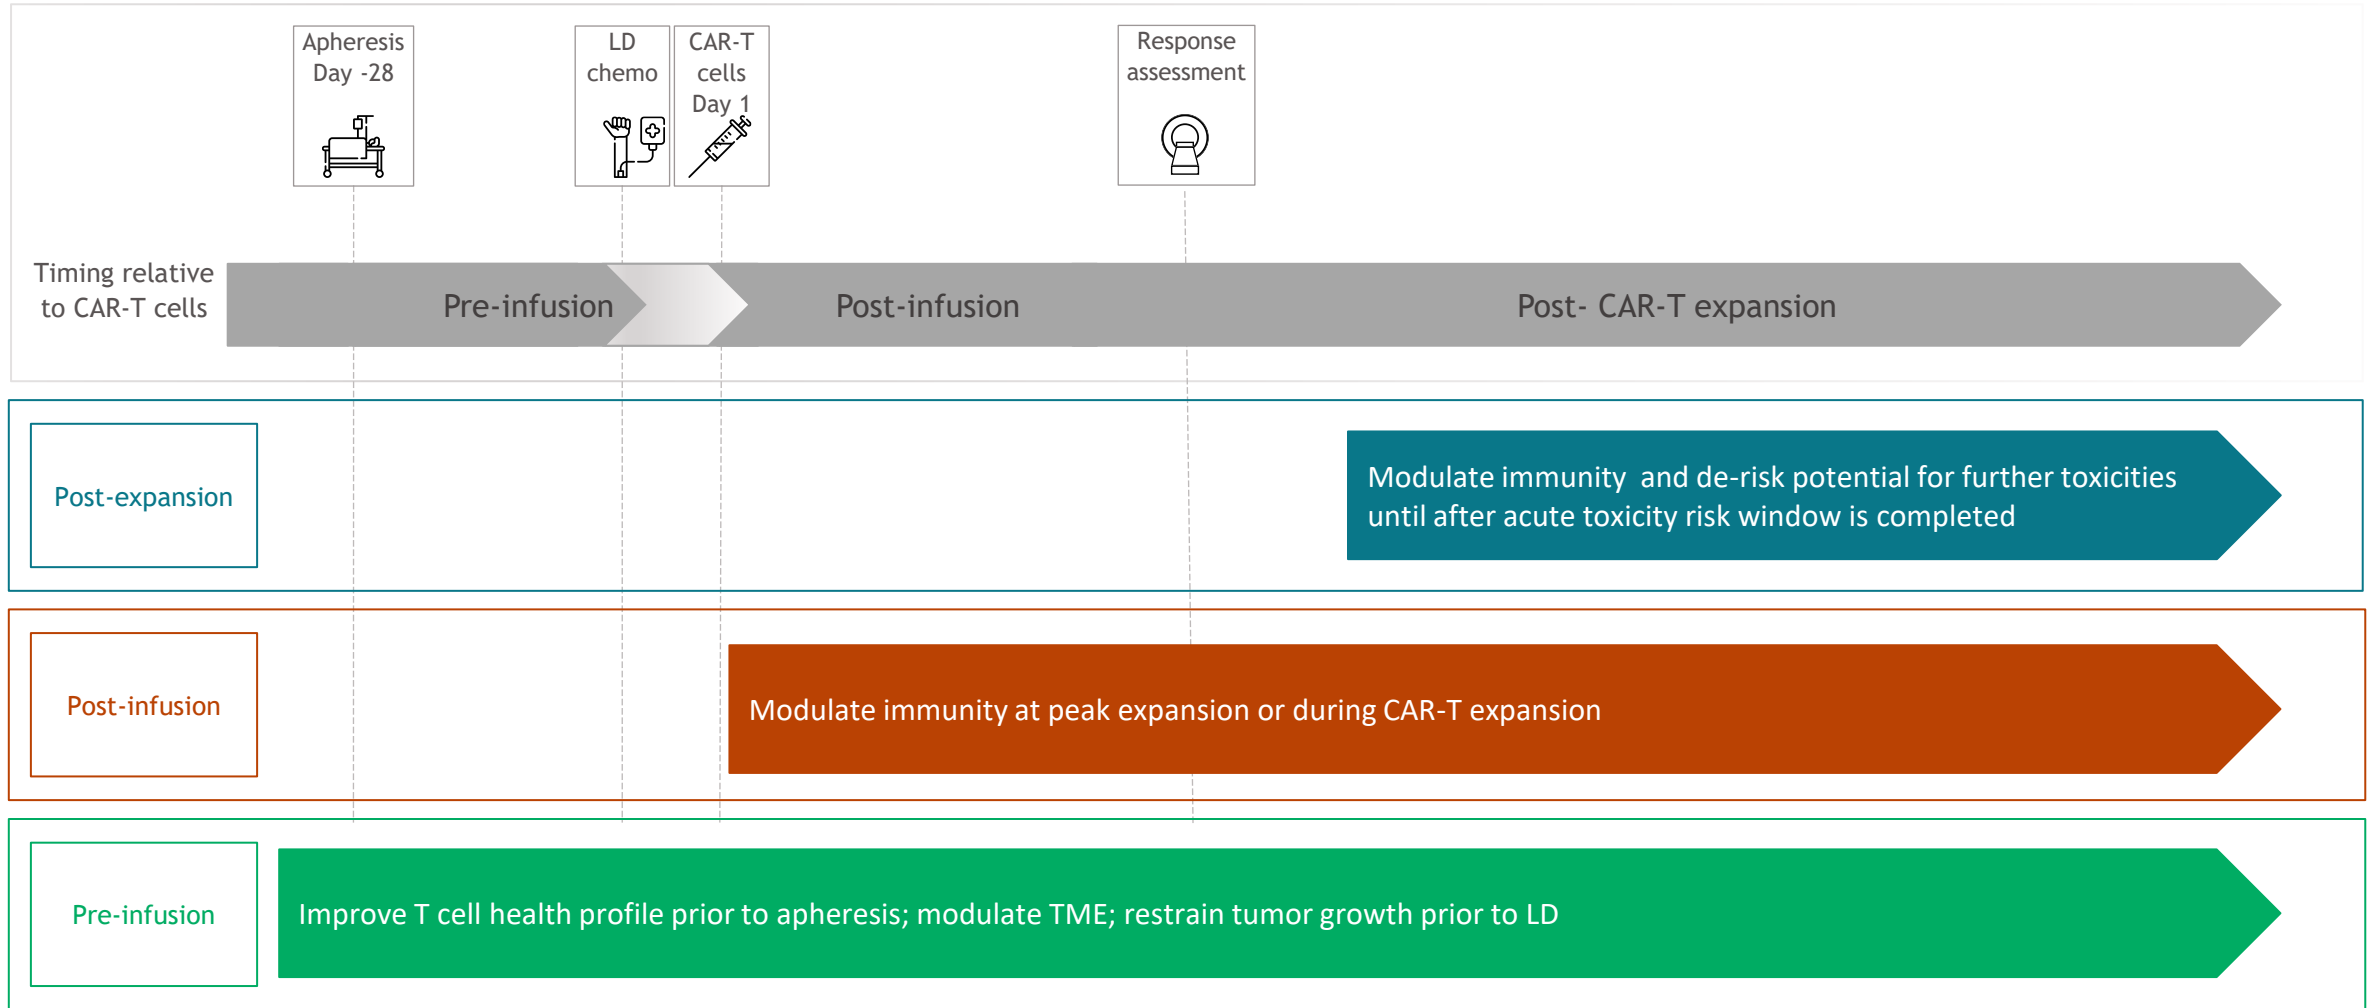 Apheresis
Day -28
LD
chemo
CAR-T
cells
Day 1
Response
assessment
Timing relative
to CAR-T cells
Pre-infusion
Post-infusion
Post- CAR-T expansion
Post-expansion
Modulate immunity  and de-risk potential for further toxicities
until after acute toxicity risk window is completed
Post-infusion
Modulate immunity at peak expansion or during CAR-T expansion
Pre-infusion
Improve T cell health profile prior to apheresis; modulate TME; restrain tumor growth prior to LD